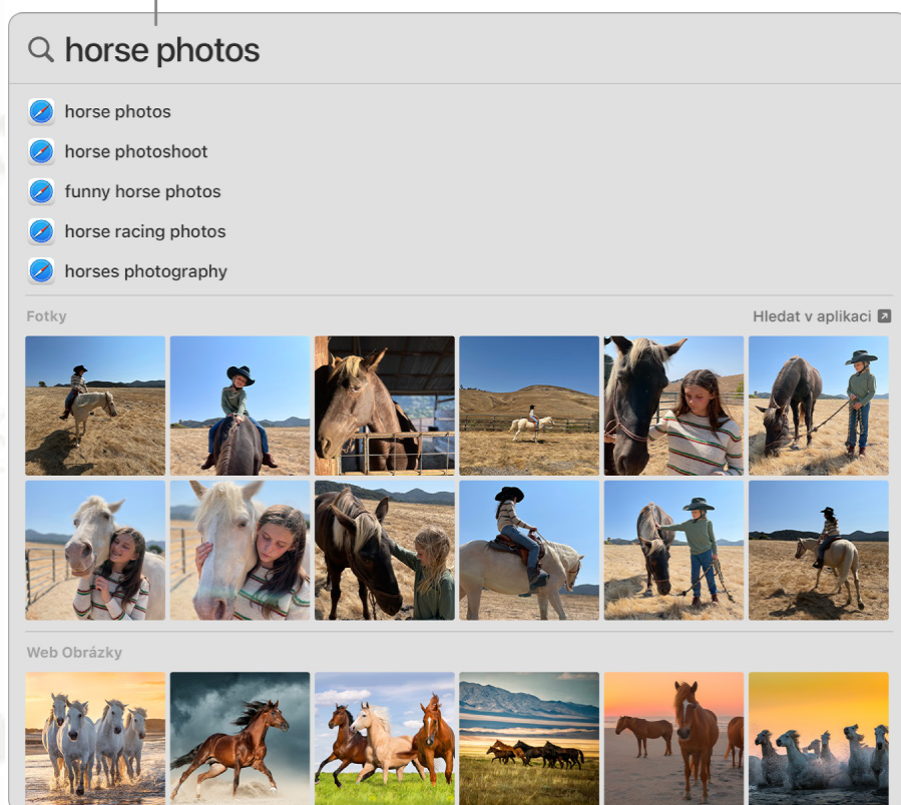 horse photos
horse photos
horse photoshoot
funny horse photos
horse racing photos
horses photography
Fotky Hledat v aplikaci
Web Obrázky